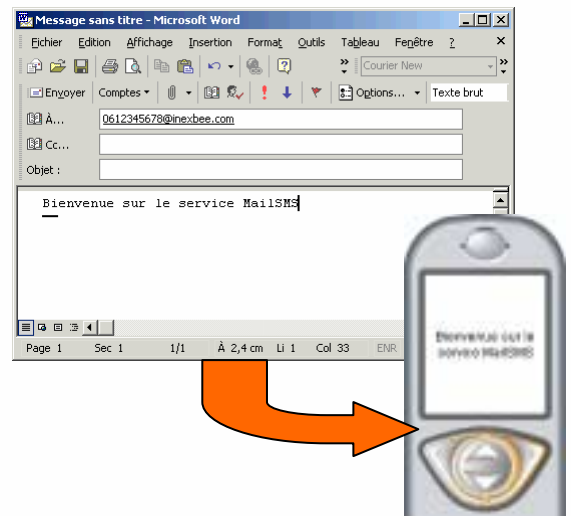 Message sans titre - Microsoft Word
Fichier Edition Affichage Insertion Format Outils Tableau Fenêtre ?
Courier New
Envoyer Comptes Options... Texte brut
À... 0612345678@inexbee.com
Cc...
Objet :
Bienvenue sur le service MailSMS
Page 1 Sec 1 1/1 À 2,4 cm Li 1 Col 33 ENR
Bienvenue sur le
service MailSMS